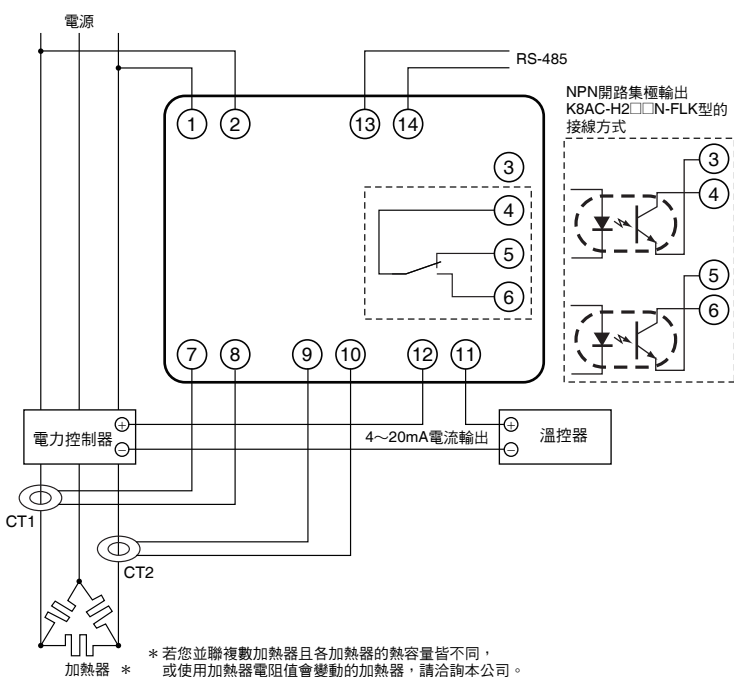 電源
RS-485
NPN開路集極輸出
K8AC-H2□□N-FLK型的
接線方式
1 2 13 14
3
4
5
6
3
4
5
6
7 8 9 10 12 11
電力控制器
+
−
4～20mA電流輸出
+
−
溫控器
CT1
CT2
加熱器 ＊
＊若您並聯複數加熱器且各加熱器的熱容量皆不同，
或使用加熱器電阻值會變動的加熱器，請洽詢本公司。